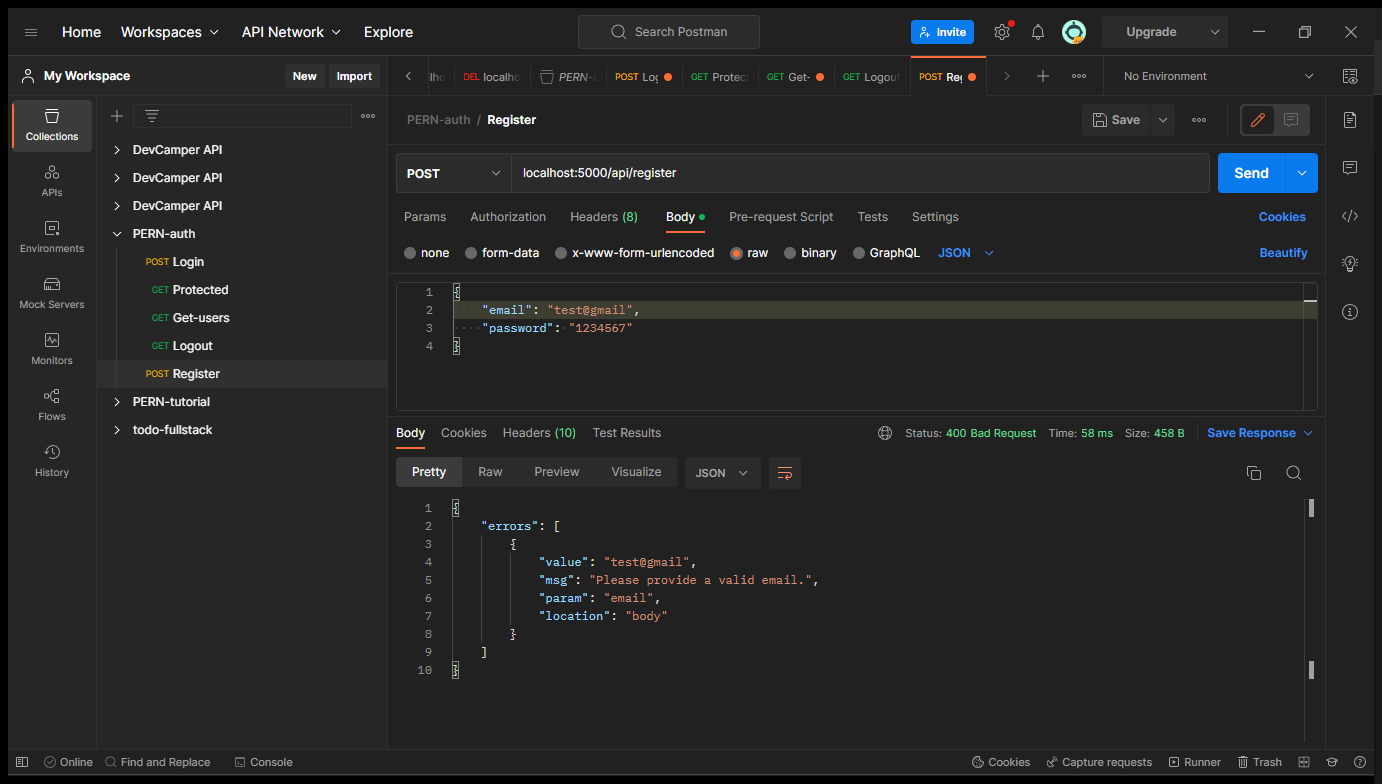 Home Workspaces API Network Explore Search Postman Invite Upgrade
My Workspace New Import
lho DEL localho PERN-a POST Log GET Protec GET Get- GET Logout POST Reg No Environment
Collections
APIs
Environments
Mock Servers
Monitors
Flows
History
DevCamper API
DevCamper API
DevCamper API
PERN-auth
POST Login
GET Protected
GET Get-users
GET Logout
POST Register
PERN-tutorial
todo-fullstack
PERN-auth / Register Save
POST localhost:5000/api/register Send
Params Authorization Headers (8) Body Pre-request Script Tests Settings Cookies
none form-data x-www-form-urlencoded raw binary GraphQL JSON Beautify
1 {
2 "email": "test@gmail",
3 "password": "1234567"
4 }
Body Cookies Headers (10) Test Results Status: 400 Bad Request Time: 58 ms Size: 458 B Save Response
Pretty Raw Preview Visualize JSON
1 {
2 "errors": [
3 {
4 "value": "test@gmail",
5 "msg": "Please provide a valid email.",
6 "param": "email",
7 "location": "body"
8 }
9 ]
10 }
Online Find and Replace Console Cookies Capture requests Runner Trash